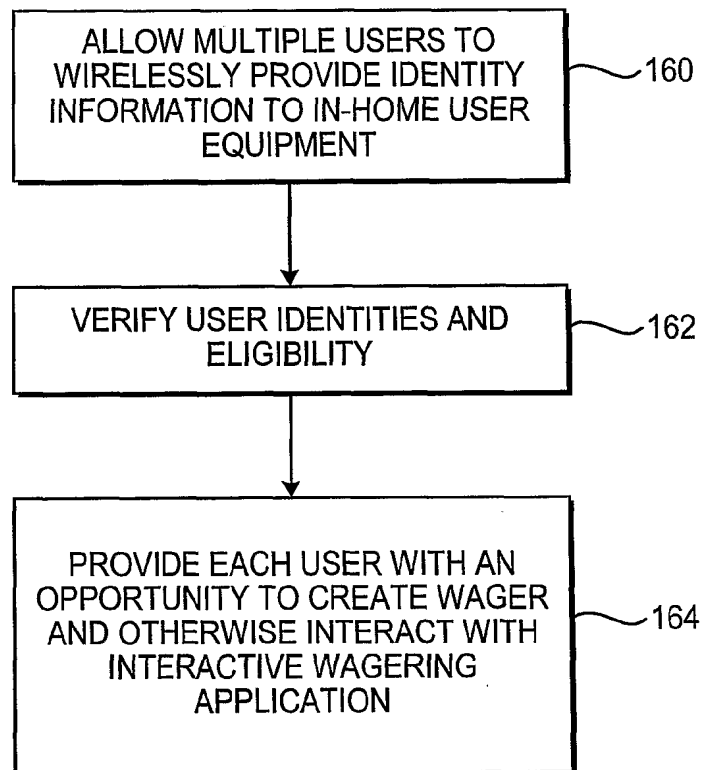 ALLOW MULTIPLE USERS TO
WIRELESSLY PROVIDE IDENTITY
INFORMATION TO IN-HOME USER
EQUIPMENT
160
VERIFY USER IDENTITIES AND
ELIGIBILITY
162
PROVIDE EACH USER WITH AN
OPPORTUNITY TO CREATE WAGER
AND OTHERWISE INTERACT WITH
INTERACTIVE WAGERING
APPLICATION
164